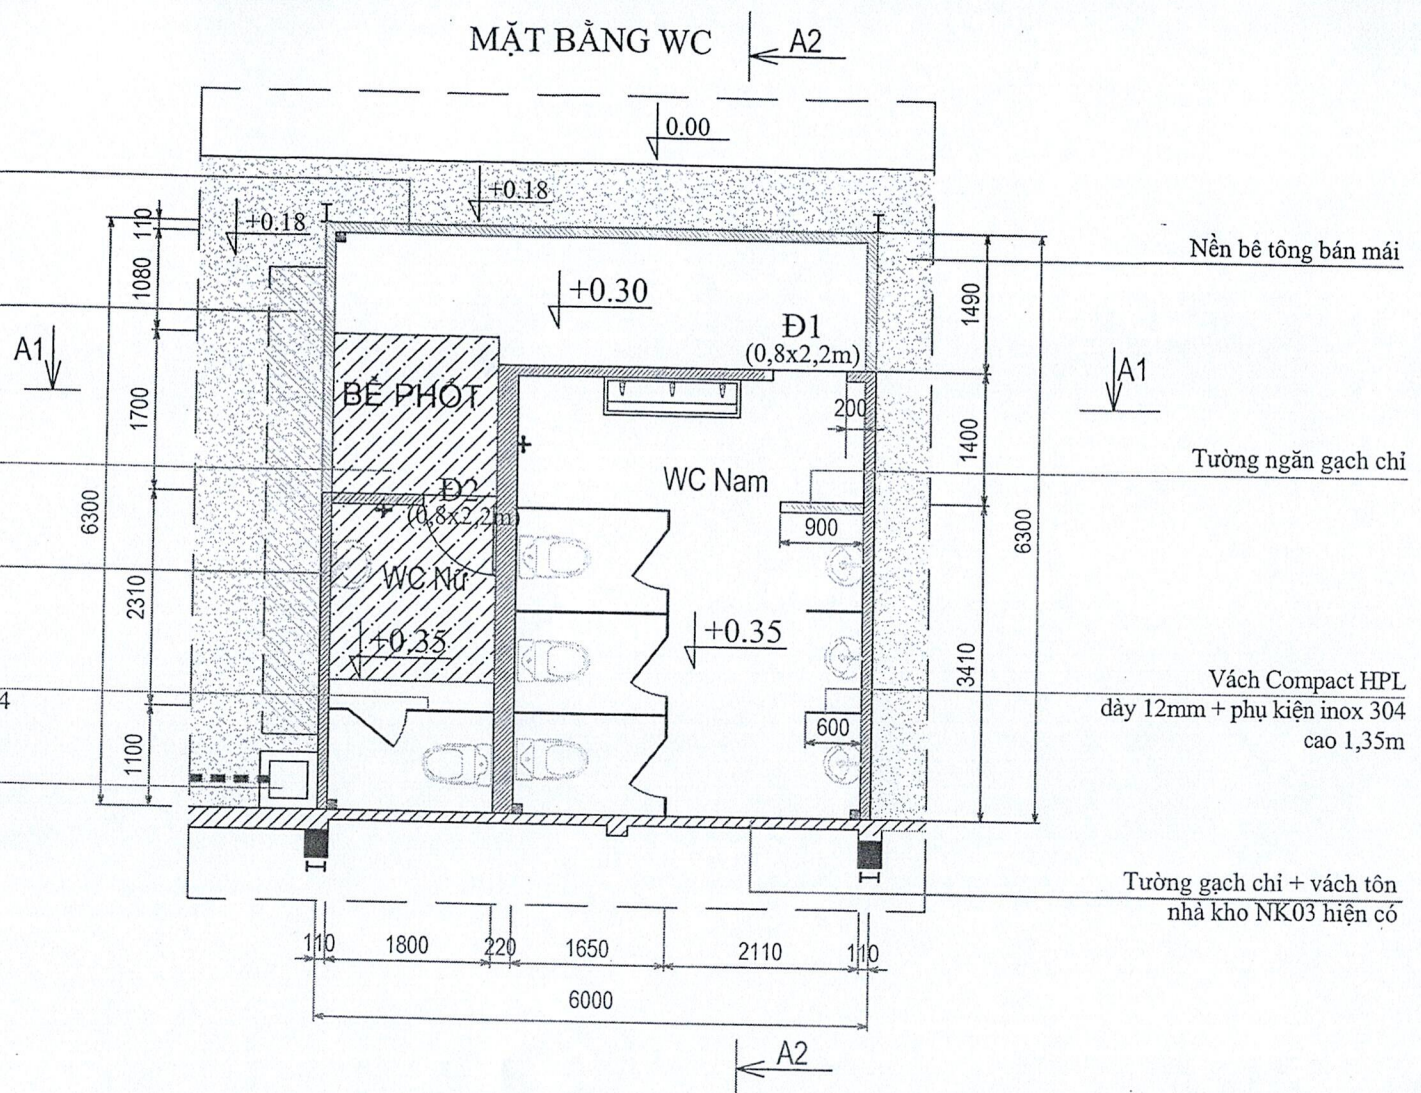 MẶT BẰNG WC
A2
0.00
+0.18
+0.18
110
1080
Nền bê tông bán mái
+0.30
1490
Đ1
(0,8x2,2m)
A1
A1
BỂ PHỐT
1700
200
1400
WC Nam
Tường ngăn gạch chỉ
Đ2
(0,8x2,2m)
6300
900
6300
WC Nữ
2310
+0.35
+0.35
3410
Vách Compact HPL
dày 12mm + phụ kiện inox 304
cao 1,35m
4
600
1100
Tường gạch chỉ + vách tôn
nhà kho NK03 hiện có
110
1800
220
1650
2110
110
6000
A2